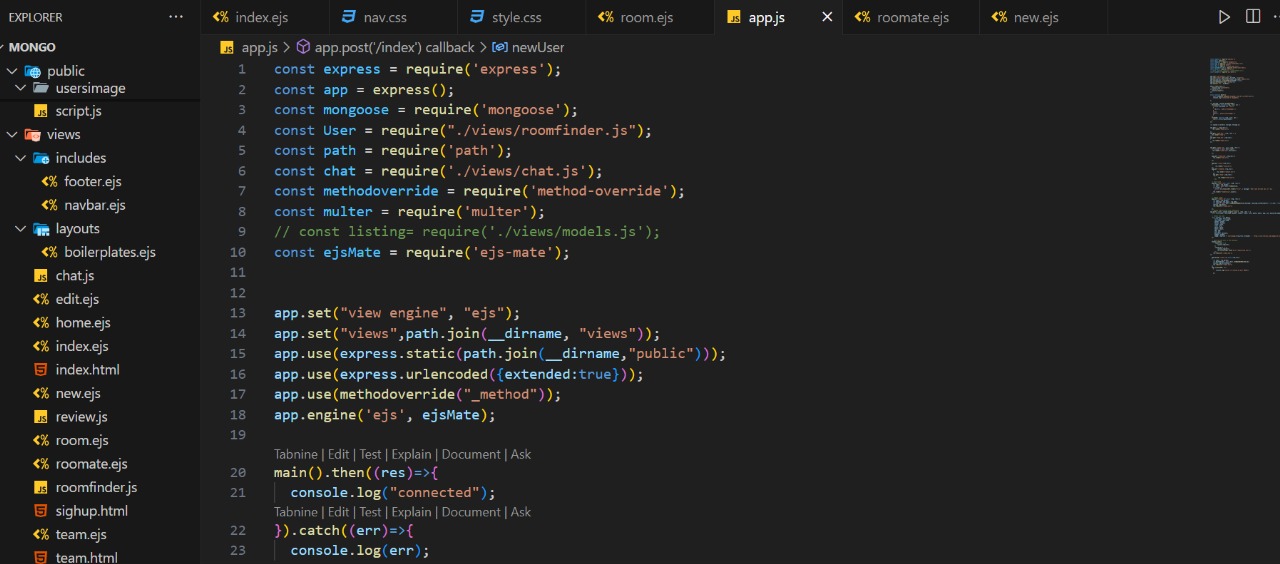 EXPLORER ···
index.ejs nav.css style.css room.ejs app.js roomate.ejs new.ejs
MONGO
public
usersimage
script.js
views
includes
footer.ejs
navbar.ejs
layouts
boilerplates.ejs
chat.js
edit.ejs
home.ejs
index.ejs
index.html
new.ejs
review.js
room.ejs
roomate.ejs
roomfinder.js
sighup.html
team.ejs
team.html
app.js > app.post('/index') callback > newUser
1 const express = require('express');
2 const app = express();
3 const mongoose = require('mongoose');
4 const User = require("./views/roomfinder.js");
5 const path = require('path');
6 const chat = require('./views/chat.js');
7 const methodoverride = require('method-override');
8 const multer = require('multer');
9 // const listing= require('./views/models.js');
10 const ejsMate = require('ejs-mate');
11
12
13 app.set("view engine", "ejs");
14 app.set("views",path.join(__dirname, "views"));
15 app.use(express.static(path.join(__dirname,"public")));
16 app.use(express.urlencoded({extended:true}));
17 app.use(methodoverride("_method"));
18 app.engine('ejs', ejsMate);
19
Tabnine | Edit | Test | Explain | Document | Ask
20 main().then((res)=>{
21 console.log("connected");
Tabnine | Edit | Test | Explain | Document | Ask
22 }).catch((err)=>{
23 console.log(err);